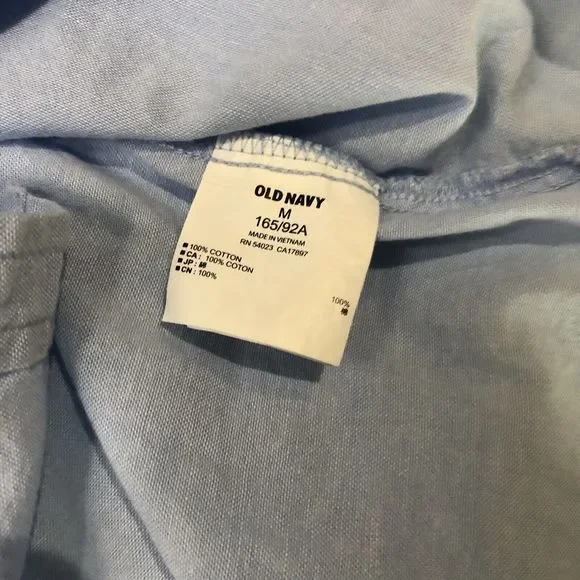 OLD NAVY
M
165/92A
MADE IN VIETNAM
RN 54023 CA17897
■100% COTTON
■CA: 100% COTON
■JP: 綿 100%
■CN: 100% 棉